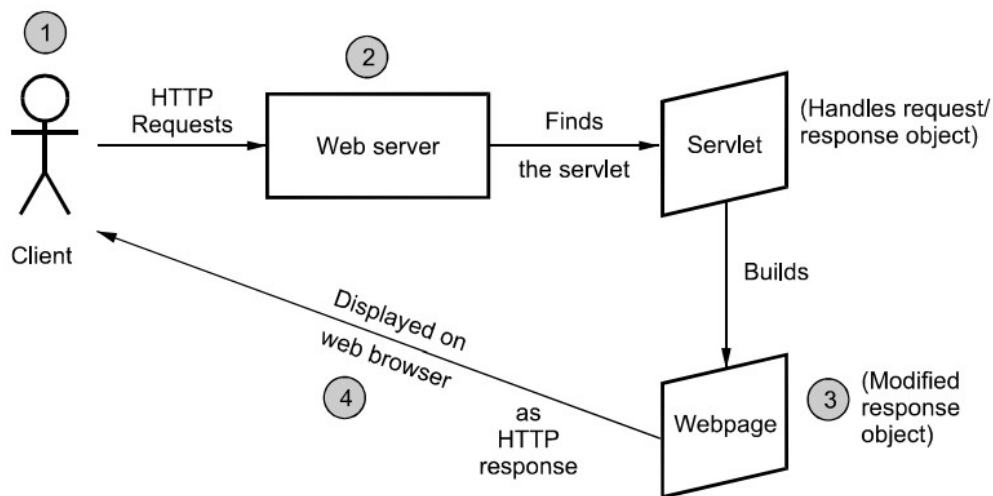 1
2
HTTP
Requests
Web server
Finds
the servlet
Servlet
(Handles request/
response object)
Client
Builds
Displayed on
web browser
4
as
HTTP
response
Webpage
3
(Modified
response
object)